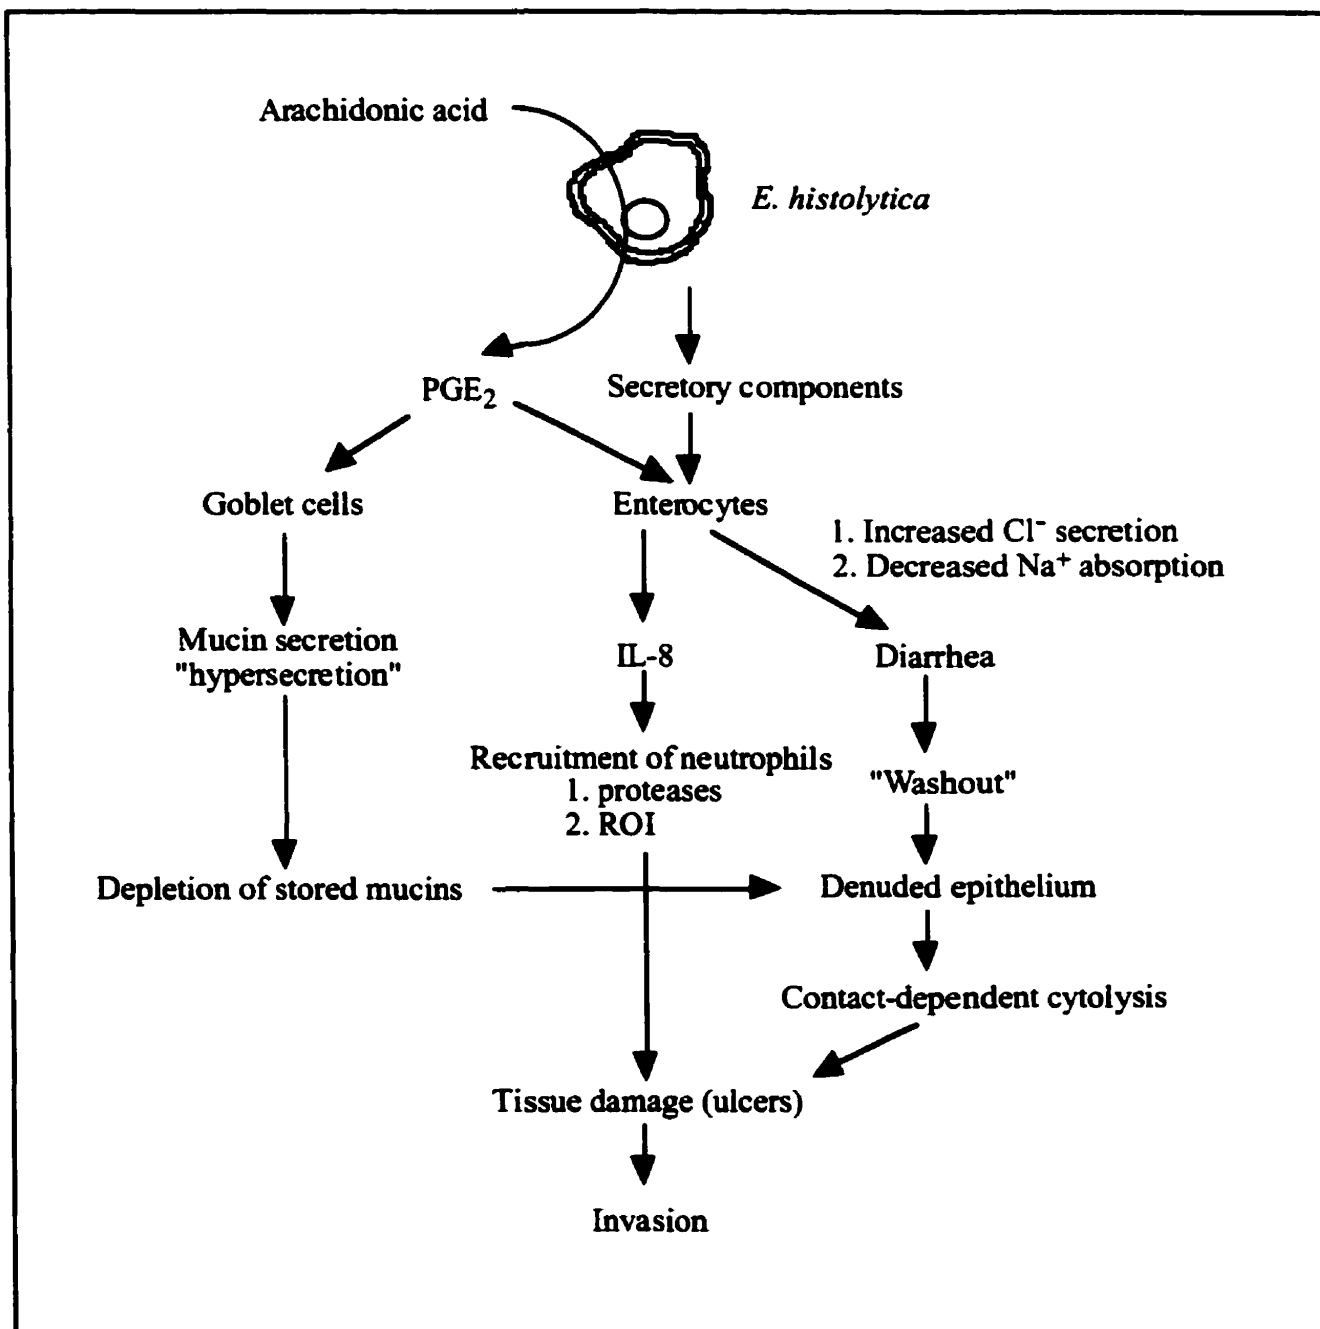 Arachidonic acid
E. histolytica
PGE₂
Secretory components
Goblet cells
Enterocytes
1. Increased Cl⁻ secretion
2. Decreased Na⁺ absorption
Mucin secretion
"hypersecretion"
IL-8
Diarrhea
Recruitment of neutrophils
1. proteases
2. ROI
"Washout"
Depletion of stored mucins
Denuded epithelium
Contact-dependent cytolysis
Tissue damage (ulcers)
Invasion